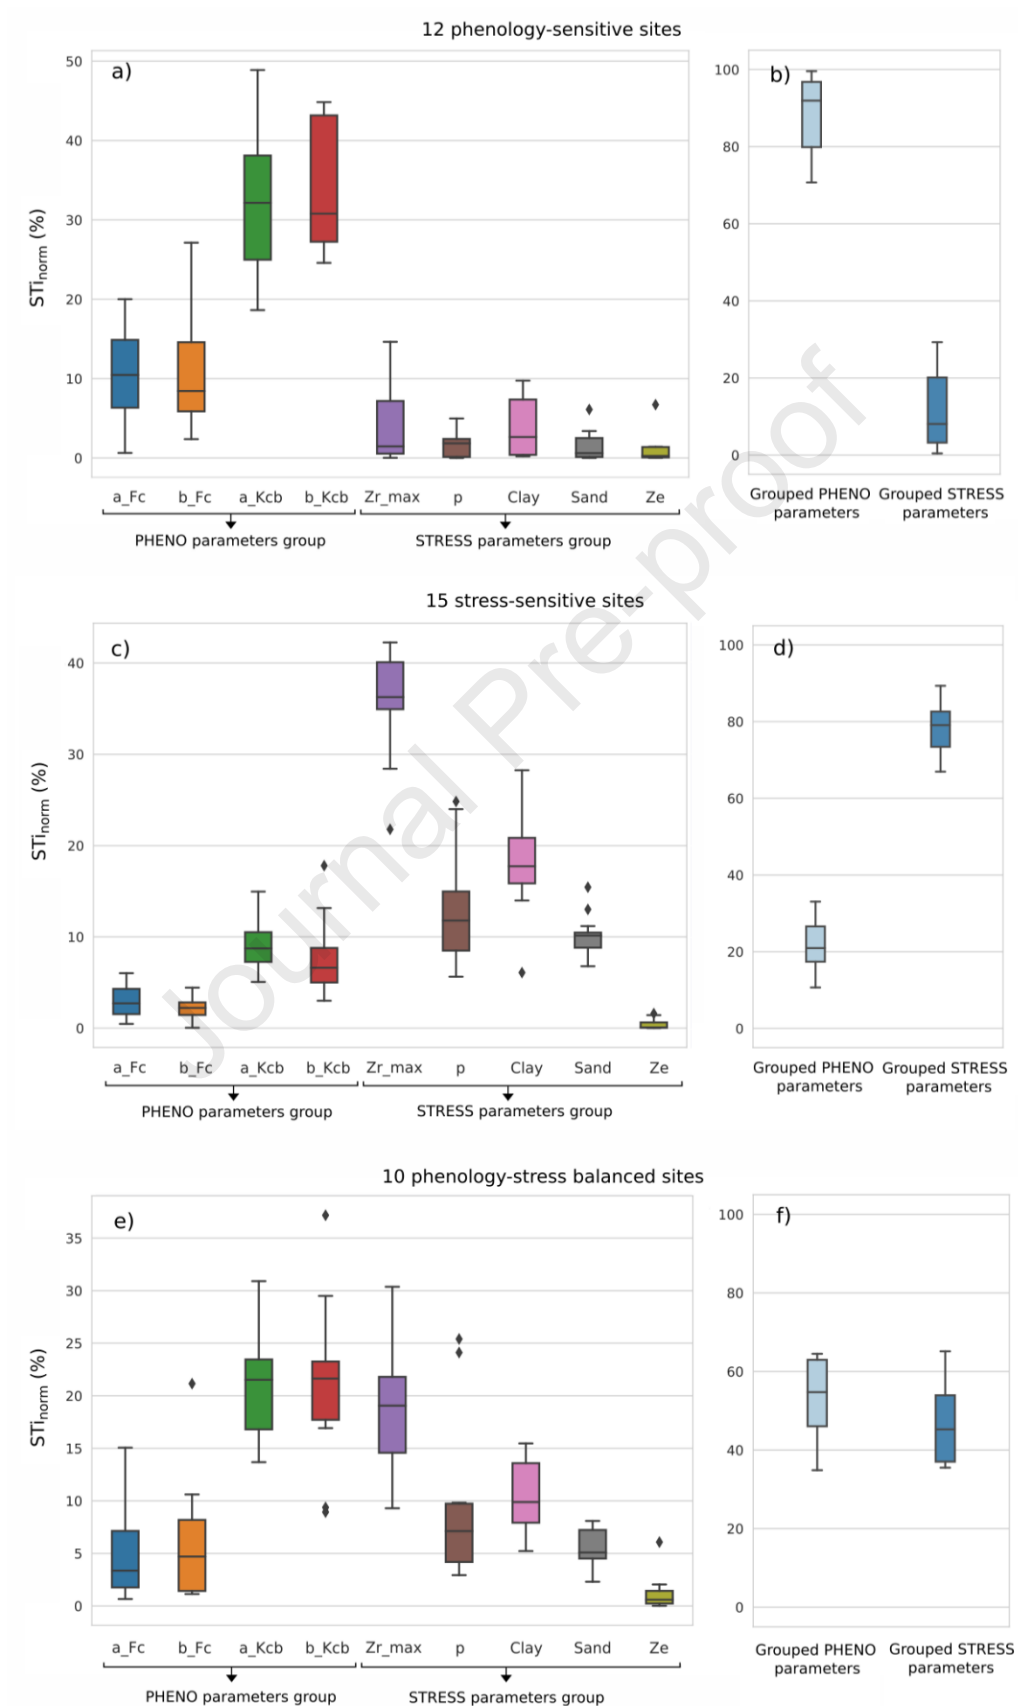 12 phenology-sensitive sites
a)
b)
STi_norm (%)
50
40
30
20
10
0
100
80
60
40
20
0
a_Fc b_Fc a_Kcb b_Kcb Zr_max p Clay Sand Ze
PHENO parameters group STRESS parameters group
Grouped PHENO Grouped STRESS
parameters parameters
15 stress-sensitive sites
c)
d)
STi_norm (%)
40
30
20
10
0
100
80
60
40
20
0
a_Fc b_Fc a_Kcb b_Kcb Zr_max p Clay Sand Ze
PHENO parameters group STRESS parameters group
Grouped PHENO Grouped STRESS
parameters parameters
10 phenology-stress balanced sites
e)
f)
STi_norm (%)
35
30
25
20
15
10
5
0
100
80
60
40
20
0
a_Fc b_Fc a_Kcb b_Kcb Zr_max p Clay Sand Ze
PHENO parameters group STRESS parameters group
Grouped PHENO Grouped STRESS
parameters parameters
Journal Pre-proof